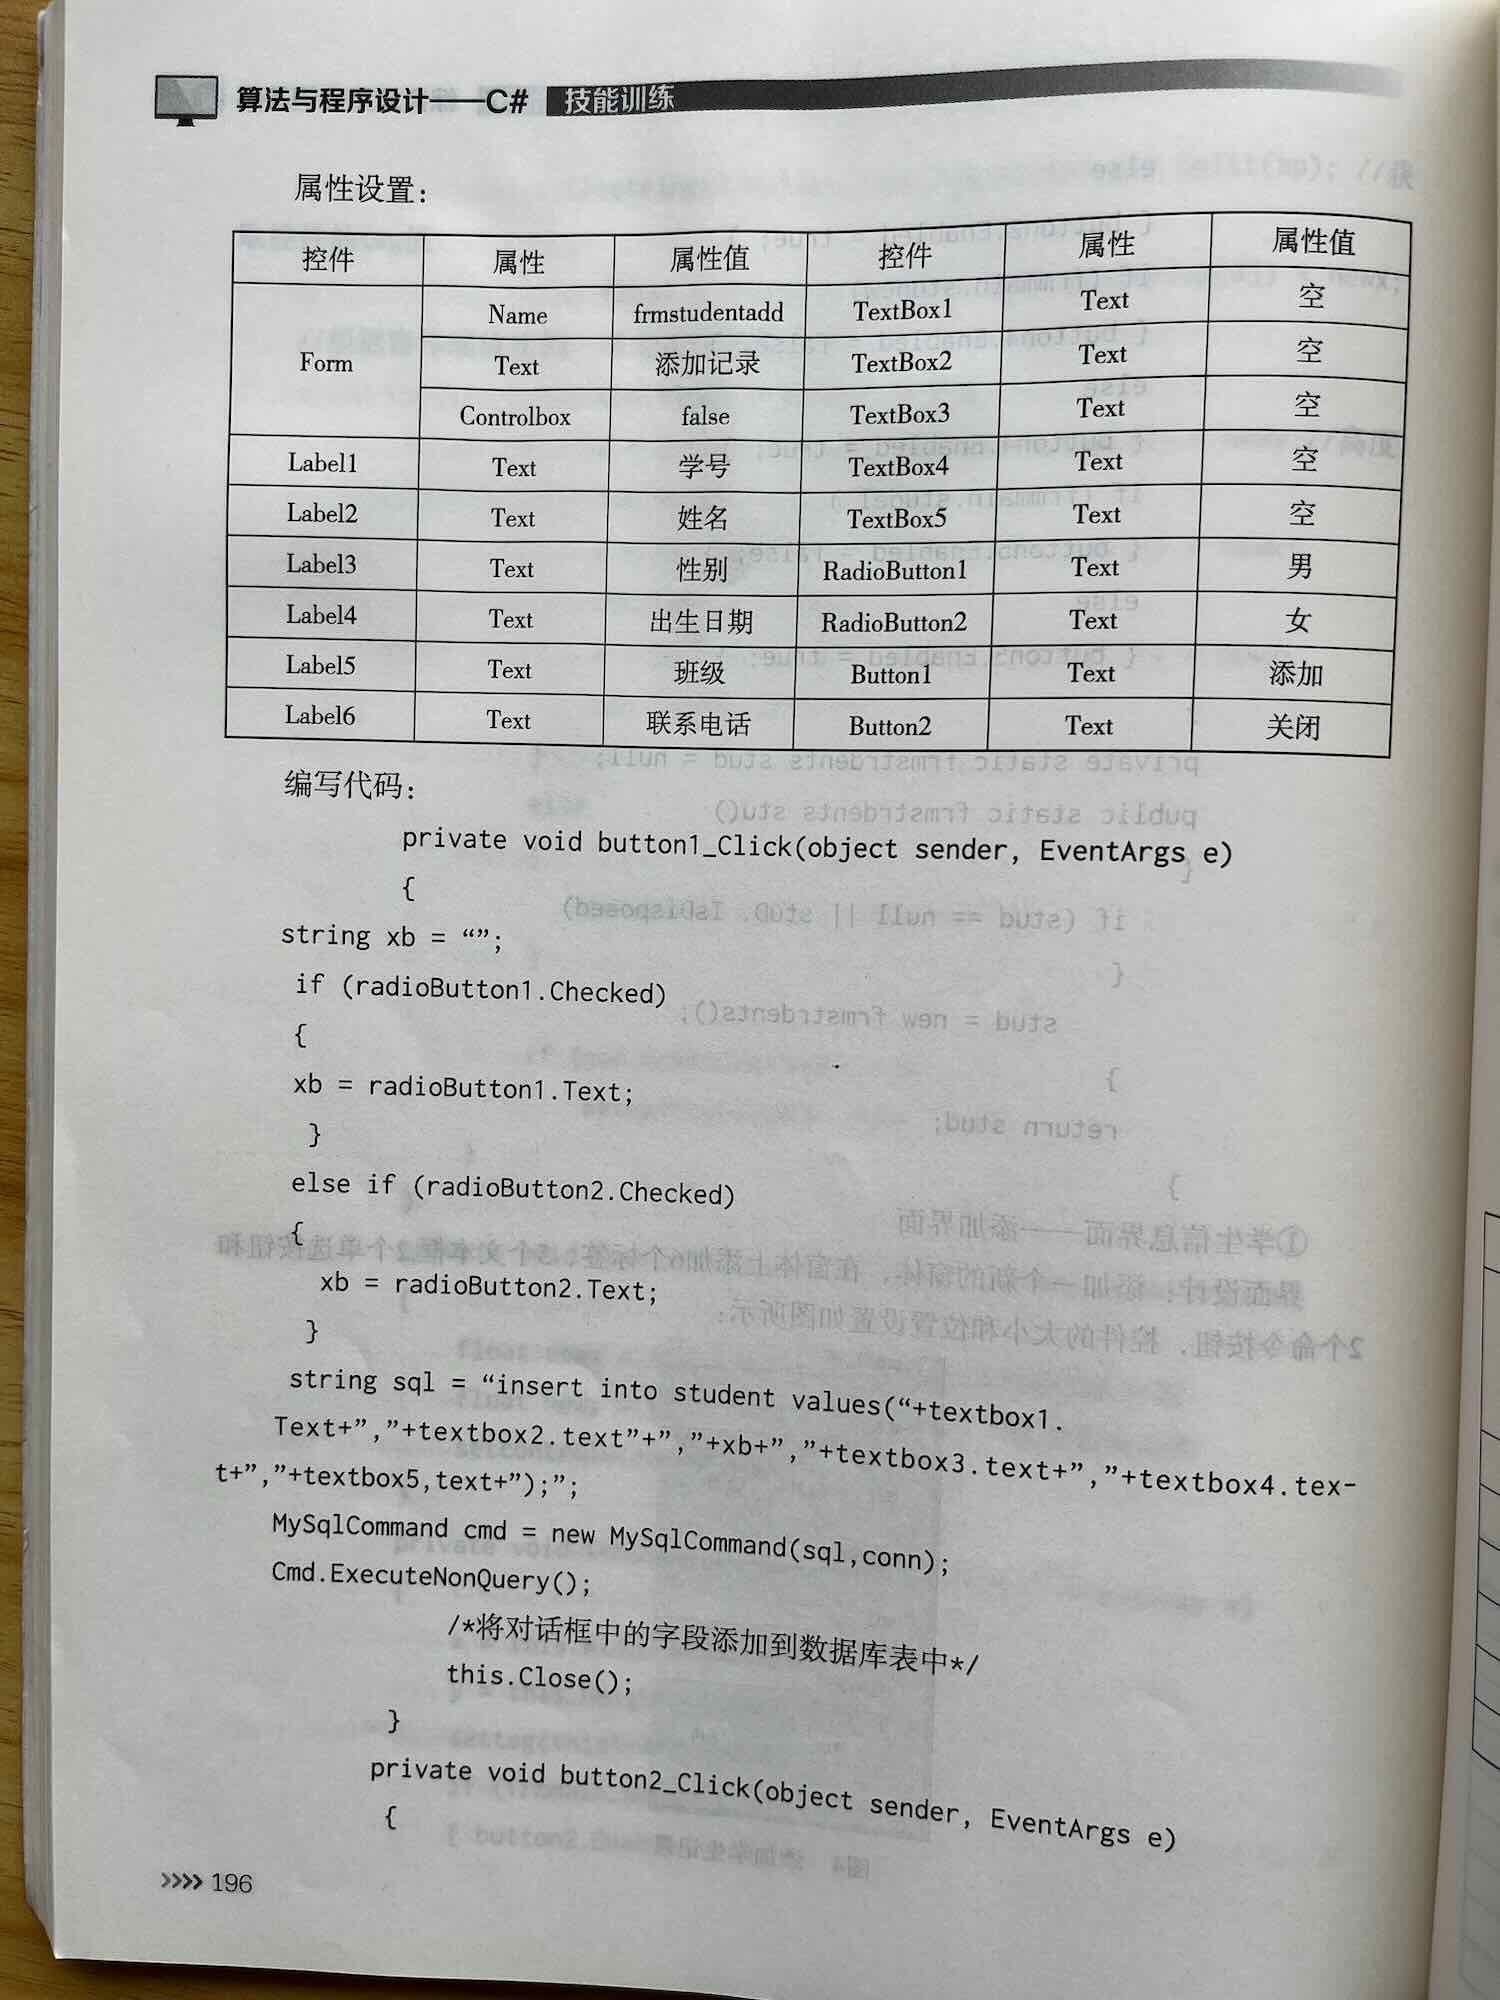 算法与程序设计——C# 技能训练
属性设置：
控件 属性 属性值 控件 属性 属性值
Form Name frmstudentadd TextBox1 Text 空
Text 添加记录 TextBox2 Text 空
Controlbox false TextBox3 Text 空
Label1 Text 学号 TextBox4 Text 空
Label2 Text 姓名 TextBox5 Text 空
Label3 Text 性别 RadioButton1 Text 男
Label4 Text 出生日期 RadioButton2 Text 女
Label5 Text 班级 Button1 Text 添加
Label6 Text 联系电话 Button2 Text 关闭
编写代码：
private void button1_Click(object sender, EventArgs e)
{
string xb = “”;
if (radioButton1.Checked)
{
xb = radioButton1.Text;
}
else if (radioButton2.Checked)
{
xb = radioButton2.Text;
}
string sql = “insert into student values(“+textbox1.
Text+”,”+textbox2.text”+”,”+xb+”,”+textbox3.text+”,”+textbox4.tex-
t+”,”+textbox5,text+”);”;
MySqlCommand cmd = new MySqlCommand(sql,conn);
Cmd.ExecuteNonQuery();
/*将对话框中的字段添加到数据库表中*/
this.Close();
}
private void button2_Click(object sender, EventArgs e)
{
>>>> 196